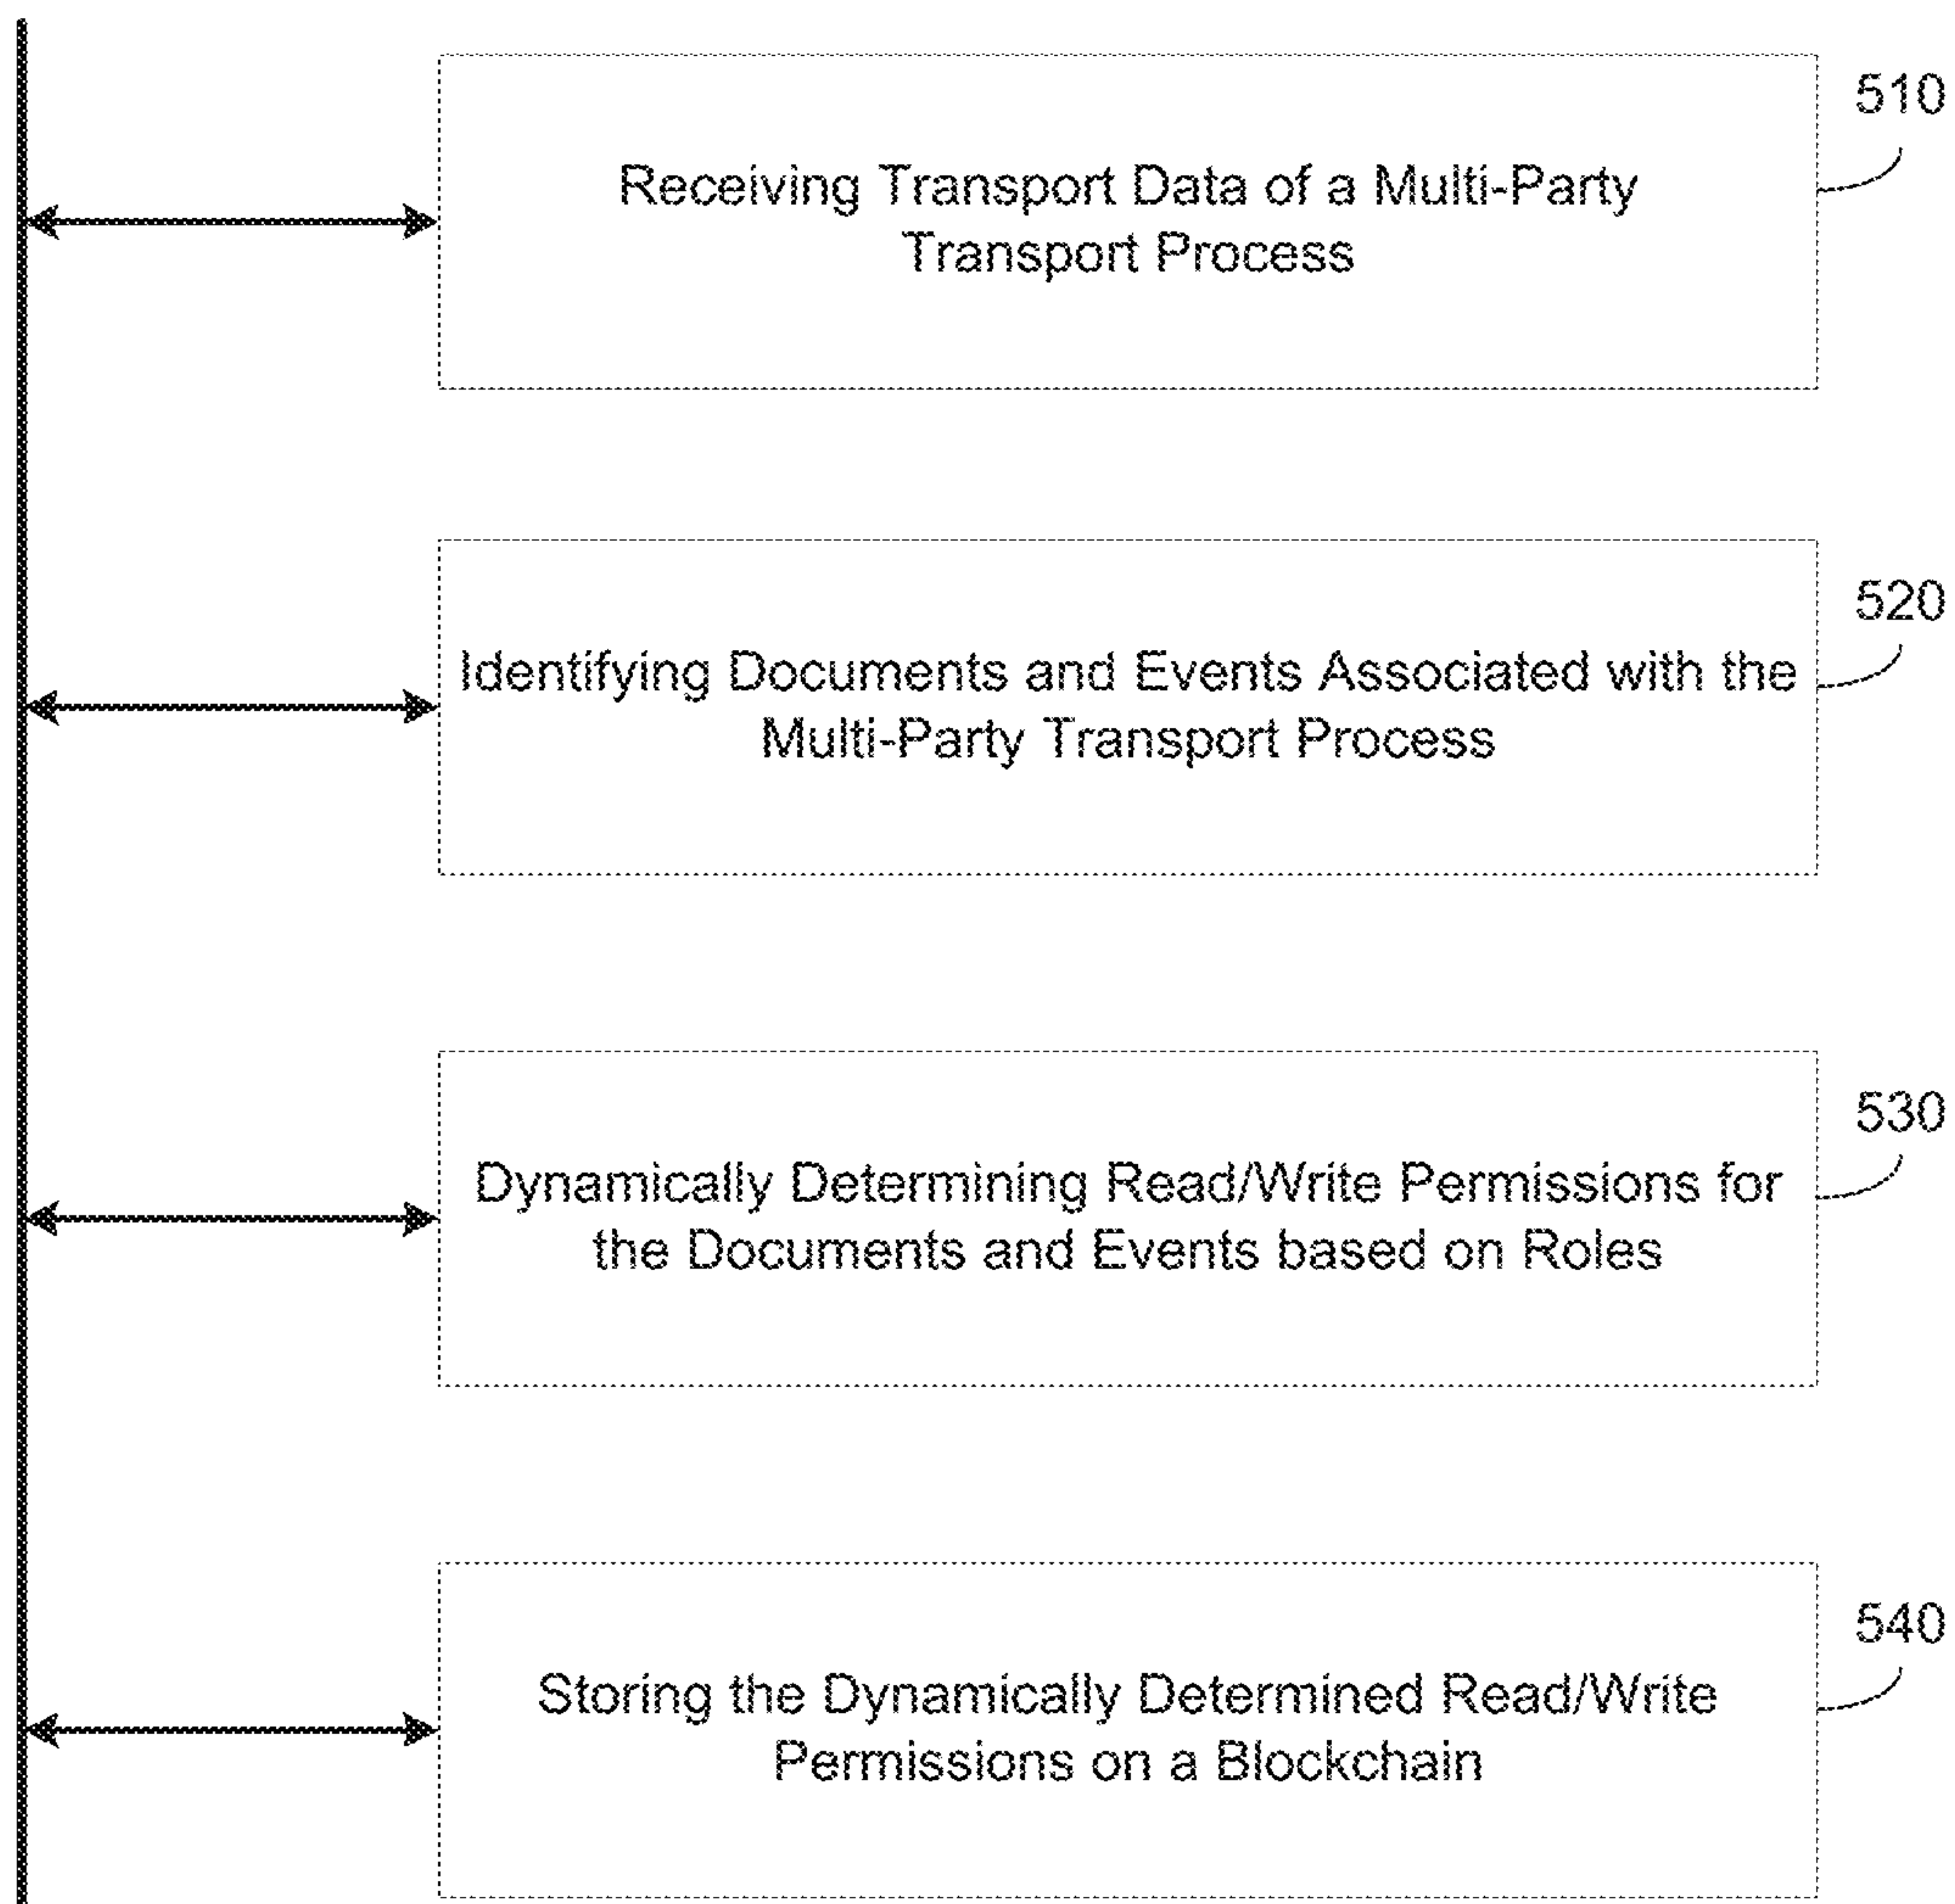 510
Receiving Transport Data of a Multi-Party
Transport Process
520
Identifying Documents and Events Associated with the
Multi-Party Transport Process
530
Dynamically Determining Read/Write Permissions for
the Documents and Events based on Roles
540
Storing the Dynamically Determined Read/Write
Permissions on a Blockchain